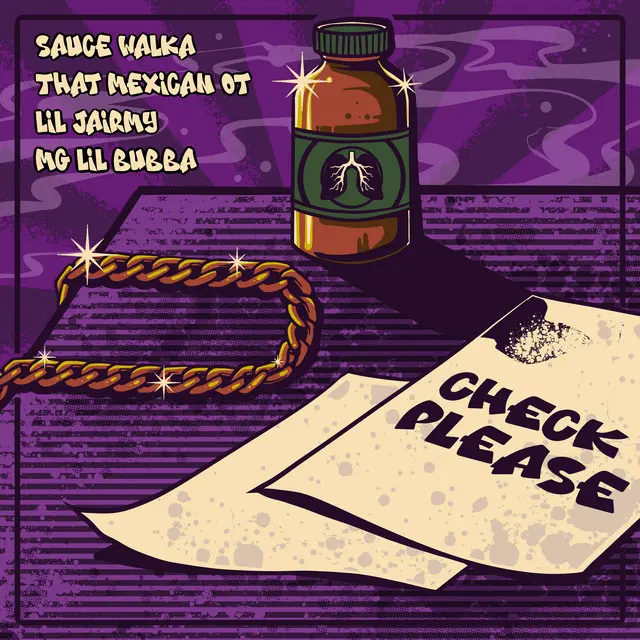 SAUCE WALKA
THAT MEXICAN OT
LIL JAIRMY
MG LIL BUBBA
CHECK
PLEASE